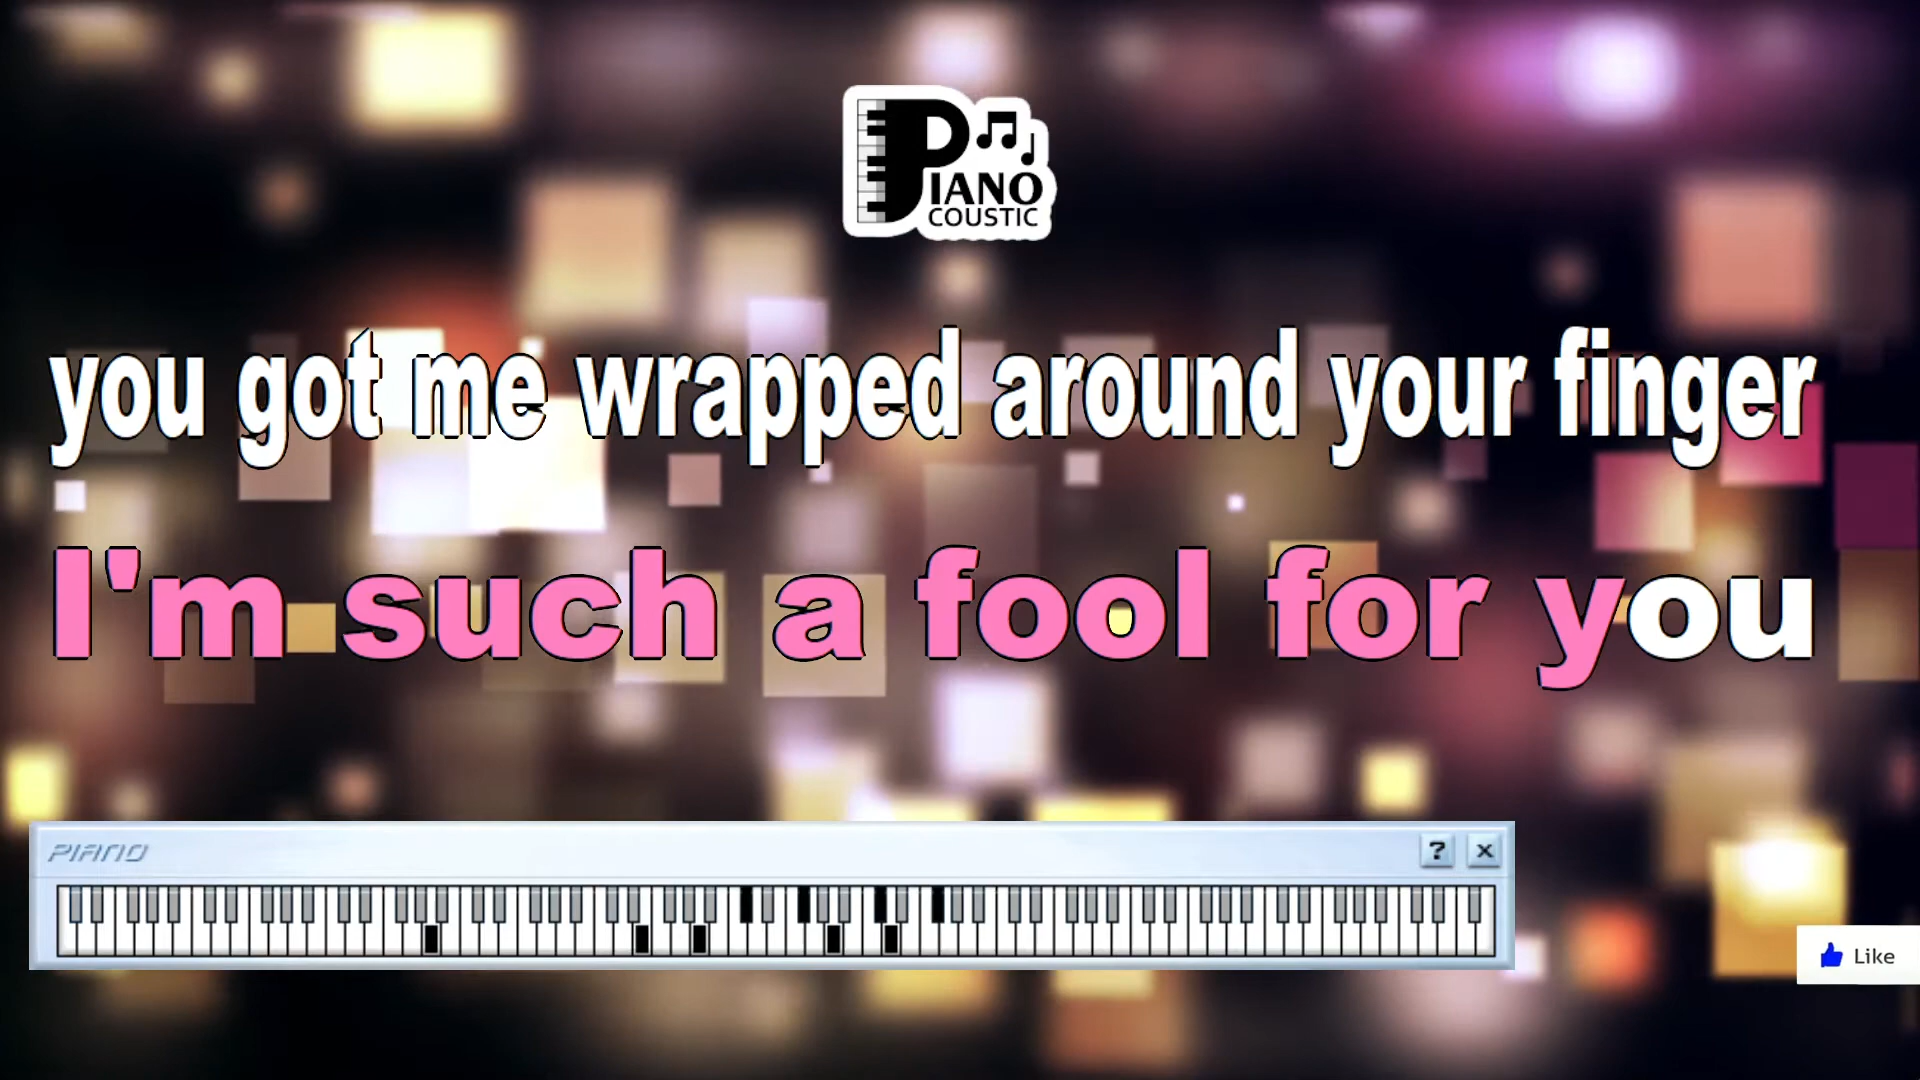 PIANO
COUSTIC
you got me wrapped around your finger
I'm such a fool for you
PIANO
?
x
Like